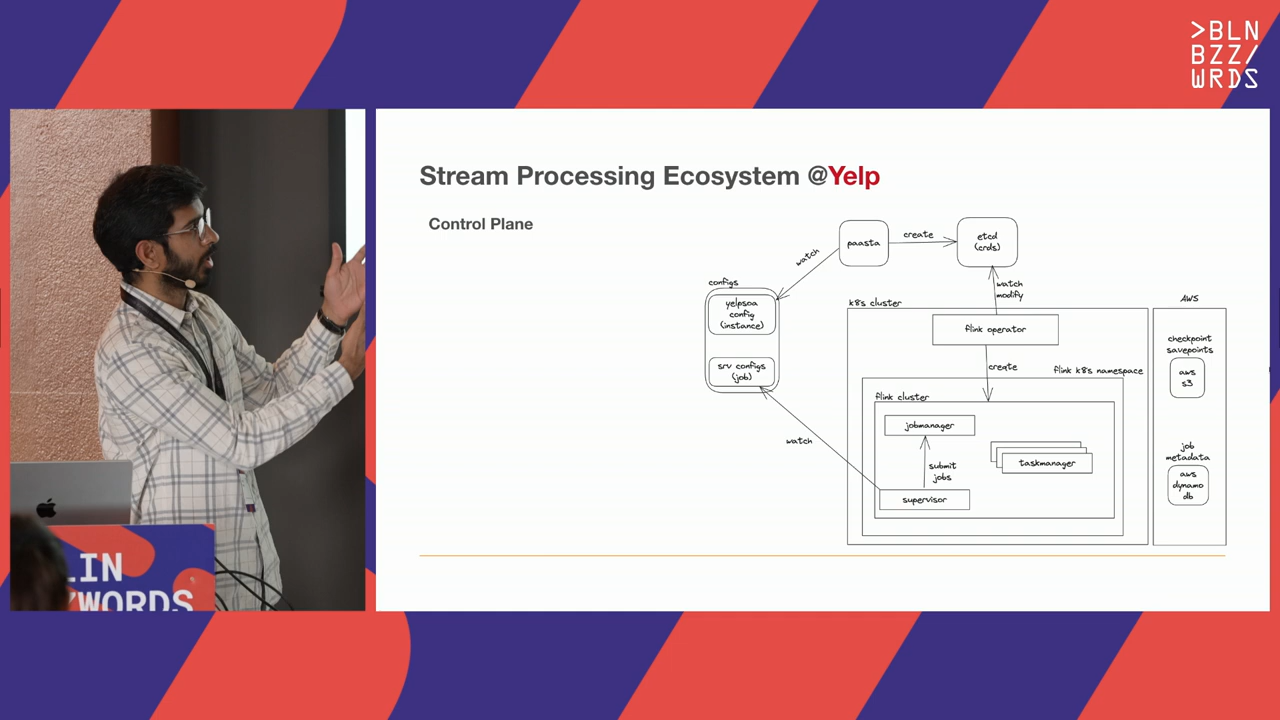 >BLN
BZZ/
WRDS
Stream Processing Ecosystem @Yelp
Control Plane
paasta
create
etcd
(crds)
watch
watch
modify
configs
yelpsoa
config
(instance)
srv configs
(job)
watch
k8s cluster
flink operator
create
flink k8s namespace
flink cluster
jobmanager
submit
jobs
taskmanager
supervisor
AWS
checkpoint
savepoints
aws
s3
job
metadata
aws
dynamo
db
LIN
WORDS